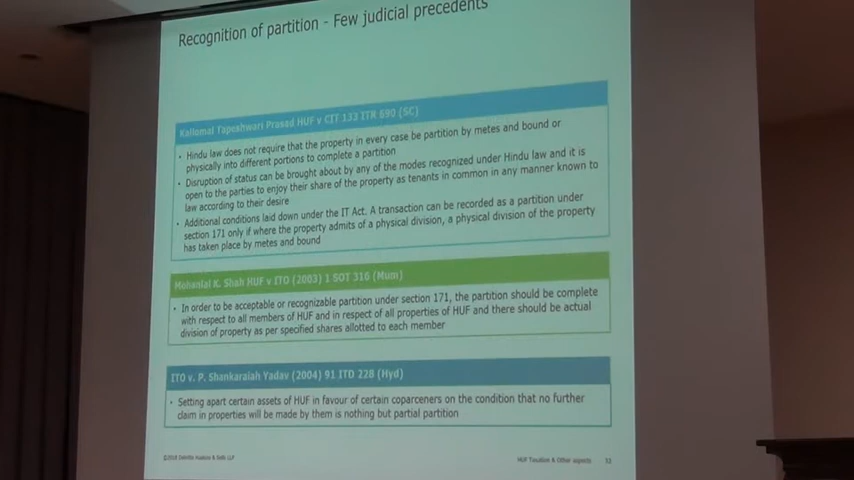 Recognition of partition - Few judicial precedents
Kallomal Tapeshwari Prasad HUF v CIT 133 ITR 690 (SC)
• Hindu law does not require that the property in every case be partition by metes and bound or
physically into different portions to complete a partition
• Disruption of status can be brought about by any of the modes recognized under Hindu law and it is
open to the parties to enjoy their share of the property as tenants in common in any manner known to
law according to their desire
• Additional conditions laid down under the IT Act. A transaction can be recorded as a partition under
section 171 only if where the property admits of a physical division, a physical division of the property
has taken place by metes and bound
Mohanlal K. Shah HUF v ITO (2003) 1 SOT 316 (Mum)
• In order to be acceptable or recognizable partition under section 171, the partition should be complete
with respect to all members of HUF and in respect of all properties of HUF and there should be actual
division of property as per specified shares allotted to each member
ITO v. P. Shankaraiah Yadav (2004) 91 ITD 228 (Hyd)
• Setting apart certain assets of HUF in favour of certain coparceners on the condition that no further
claim in properties will be made by them is nothing but partial partition
Deloitte Haskins & Sells LLP
HUF Taxation & Other aspects